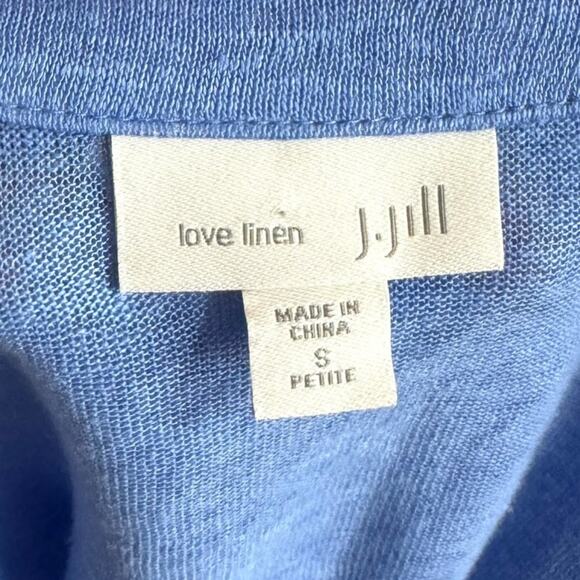 love linen J.Jill
MADE IN
CHINA
S
PETITE